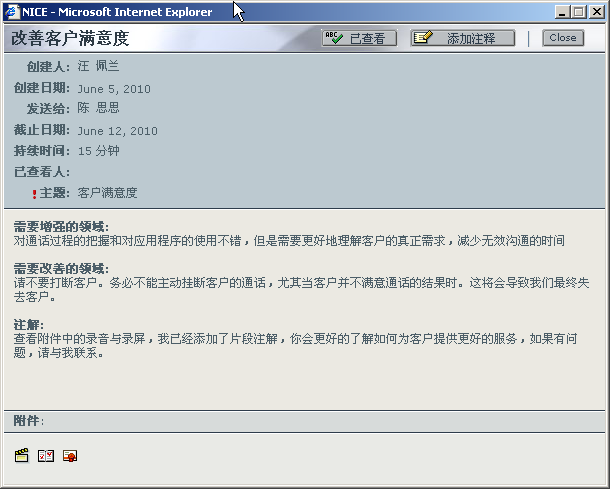 NICE - Microsoft Internet Explorer
改善客户满意度 ABC 已查看 添加注释 Close
创建人: 汪 佩兰
创建日期: June 5, 2010
发送给: 陈 思思
截止日期: June 12, 2010
持续时间: 15 分钟
已查看人:
! 主题: 客户满意度
需要增强的领域:
对通话过程的把握和对应用程序的使用不错，但是需要更好地理解客户的真正需求，减少无效沟通的时间
需要改善的领域:
请不要打断客户。务必不能主动挂断客户的通话，尤其当客户并不满意通话的结果时。这将会导致我们最终失
去客户。
注解:
查看附件中的录音与录屏，我已经添加了片段注解，你会更好的了解如何为客户提供更好的服务，如果有问
题，请与我联系。
附件: